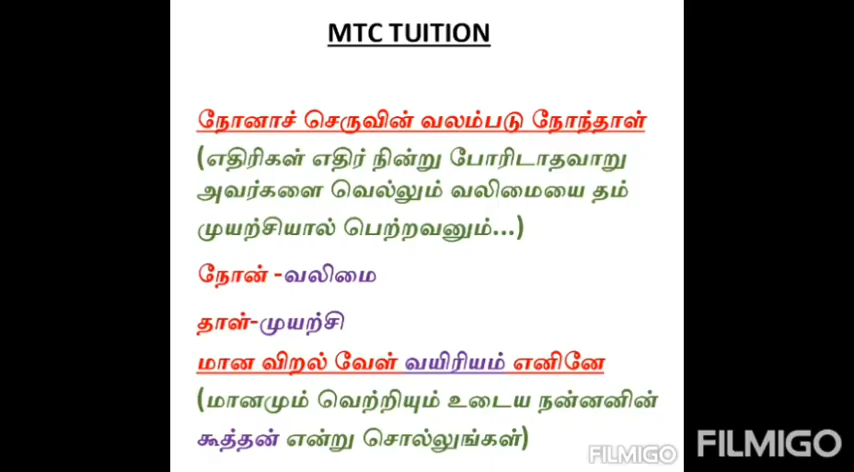 MTC TUITION
நோனாச் செருவின் வலம்படு நோந்தாள்
(எதிரிகள் எதிர் நின்று போரிடாதவாறு
அவர்களை வெல்லும் வலிமையை தம்
முயற்சியால் பெற்றவனும்...)
நோன் -வலிமை
தாள்-முயற்சி
மான விறல் வேள் வயிரியம் எனினே
(மானமும் வெற்றியும் உடைய நன்னனின்
கூத்தன் என்று சொல்லுங்கள்)
FILMIGO
FILMIGO